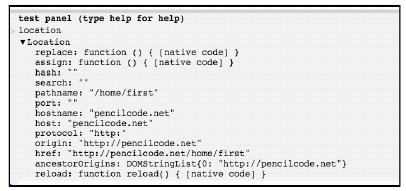 test panel (type help for help)
> location
▼Location
replace: function () { [native code] }
assign: function () { [native code] }
hash: ""
search: ""
pathname: "/home/first"
port: ""
hostname: "pencilcode.net"
host: "pencilcode.net"
protocol: "http:"
origin: "http://pencilcode.net"
href: "http://pencilcode.net/home/first"
ancestorOrigins: DOMStringList{0: "http://pencilcode.net"}
reload: function reload() { [native code] }